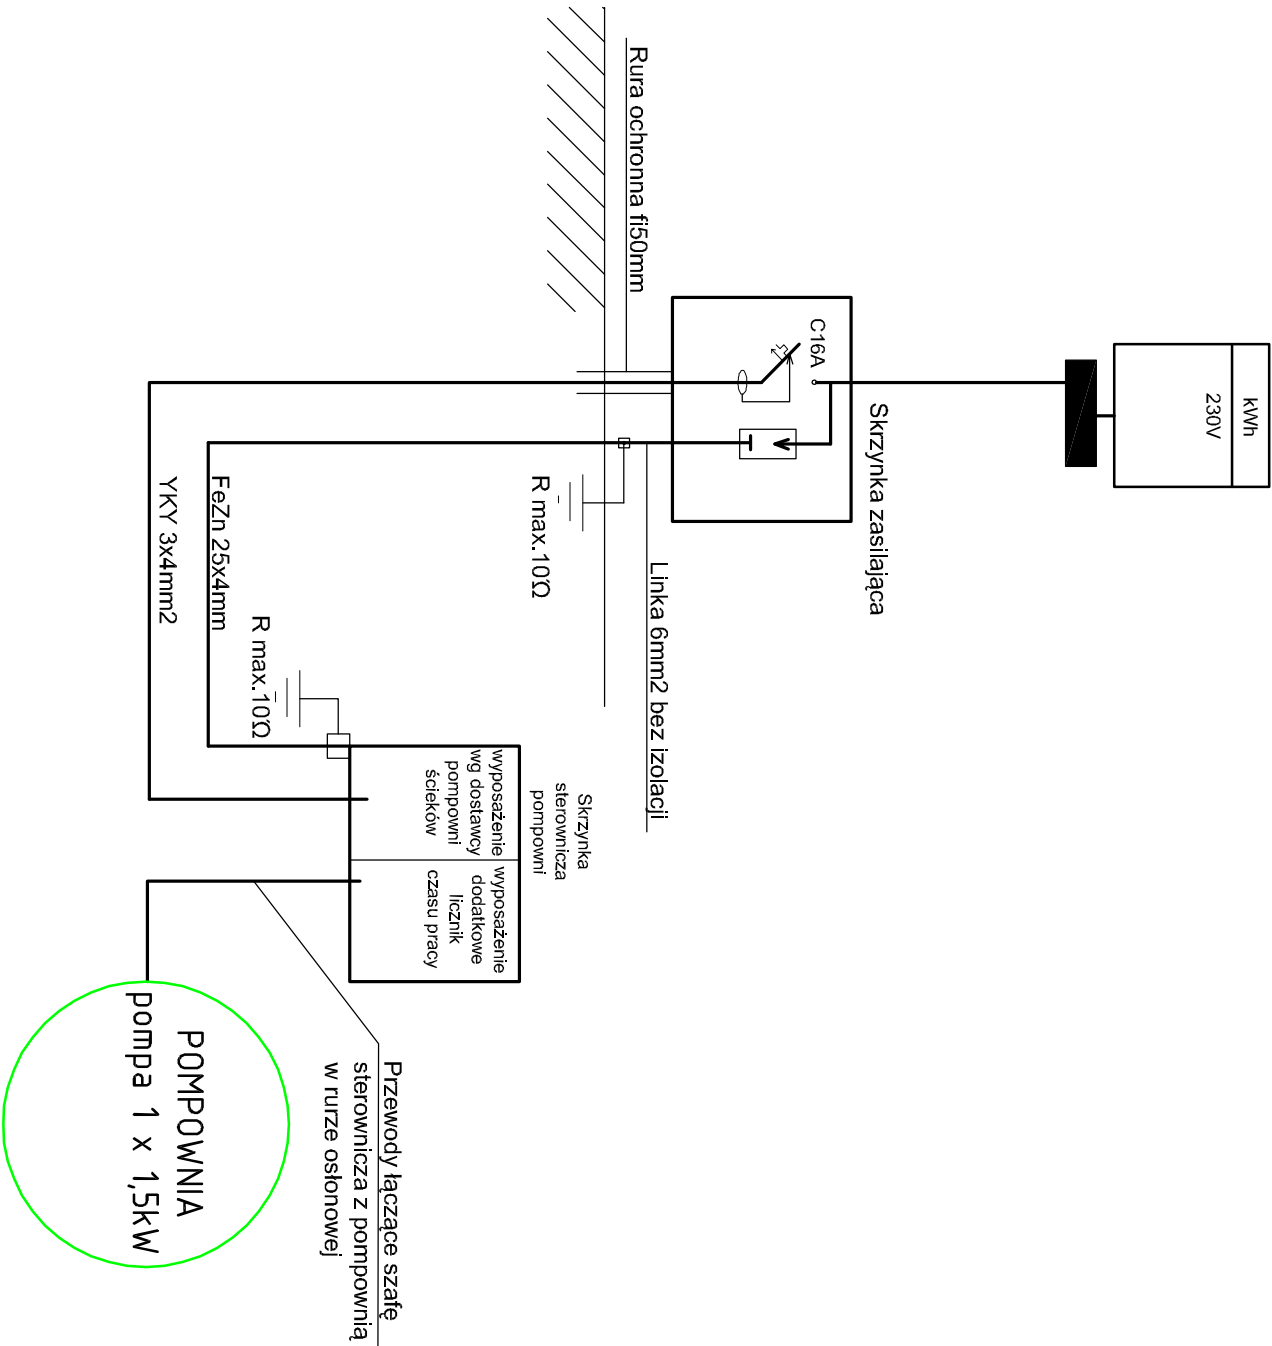 kWh
230V
Skrzynka zasilająca
C16A
Rura ochronna fi50mm
Linka 6mm2 bez izolacji
R max.10Ω
Skrzynka
sterownicza
pompowni
wyposażenie
wg dostawcy
pompowni
ścieków
wyposażenie
dodatkowe
licznik
czasu pracy
R max.10Ω
FeZn 25x4mm
YKY 3x4mm2
Przewody łączące szafę
sterownicza z pompownią
w rurze osłonowej
POMPOWNIA
pompa 1 x 1,5kW